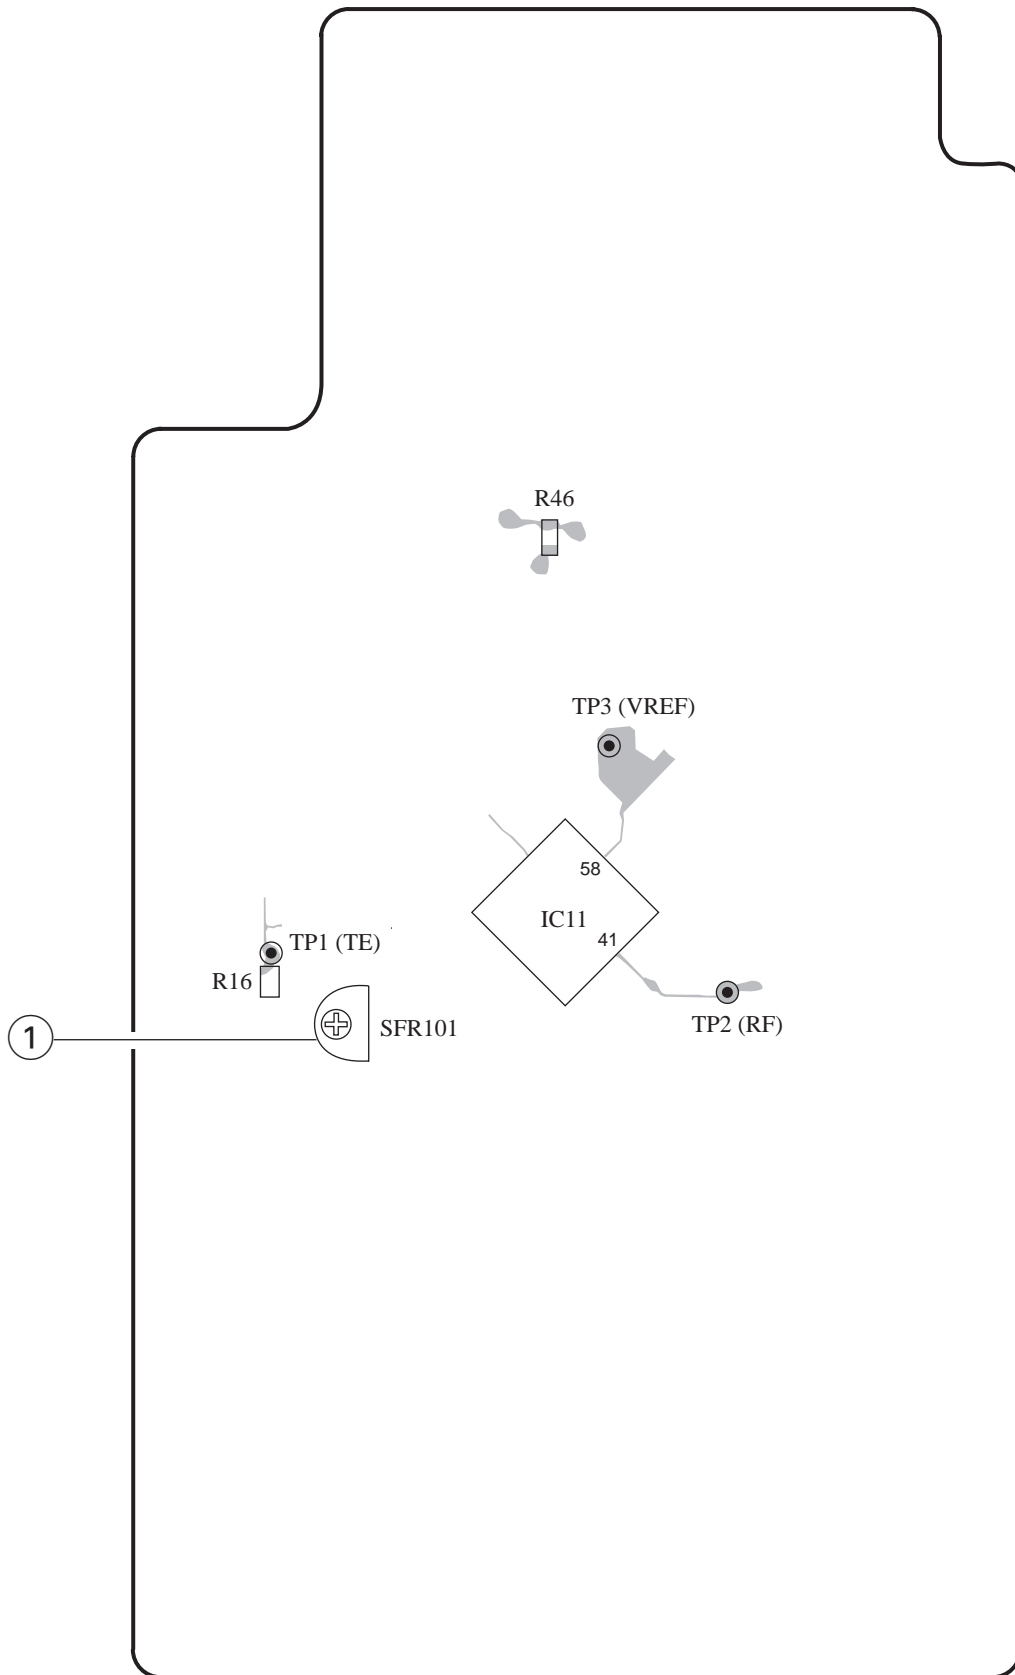 R46
TP3 (VREF)
58
IC11
41
TP1 (TE)
R16
TP2 (RF)
SFR101
1